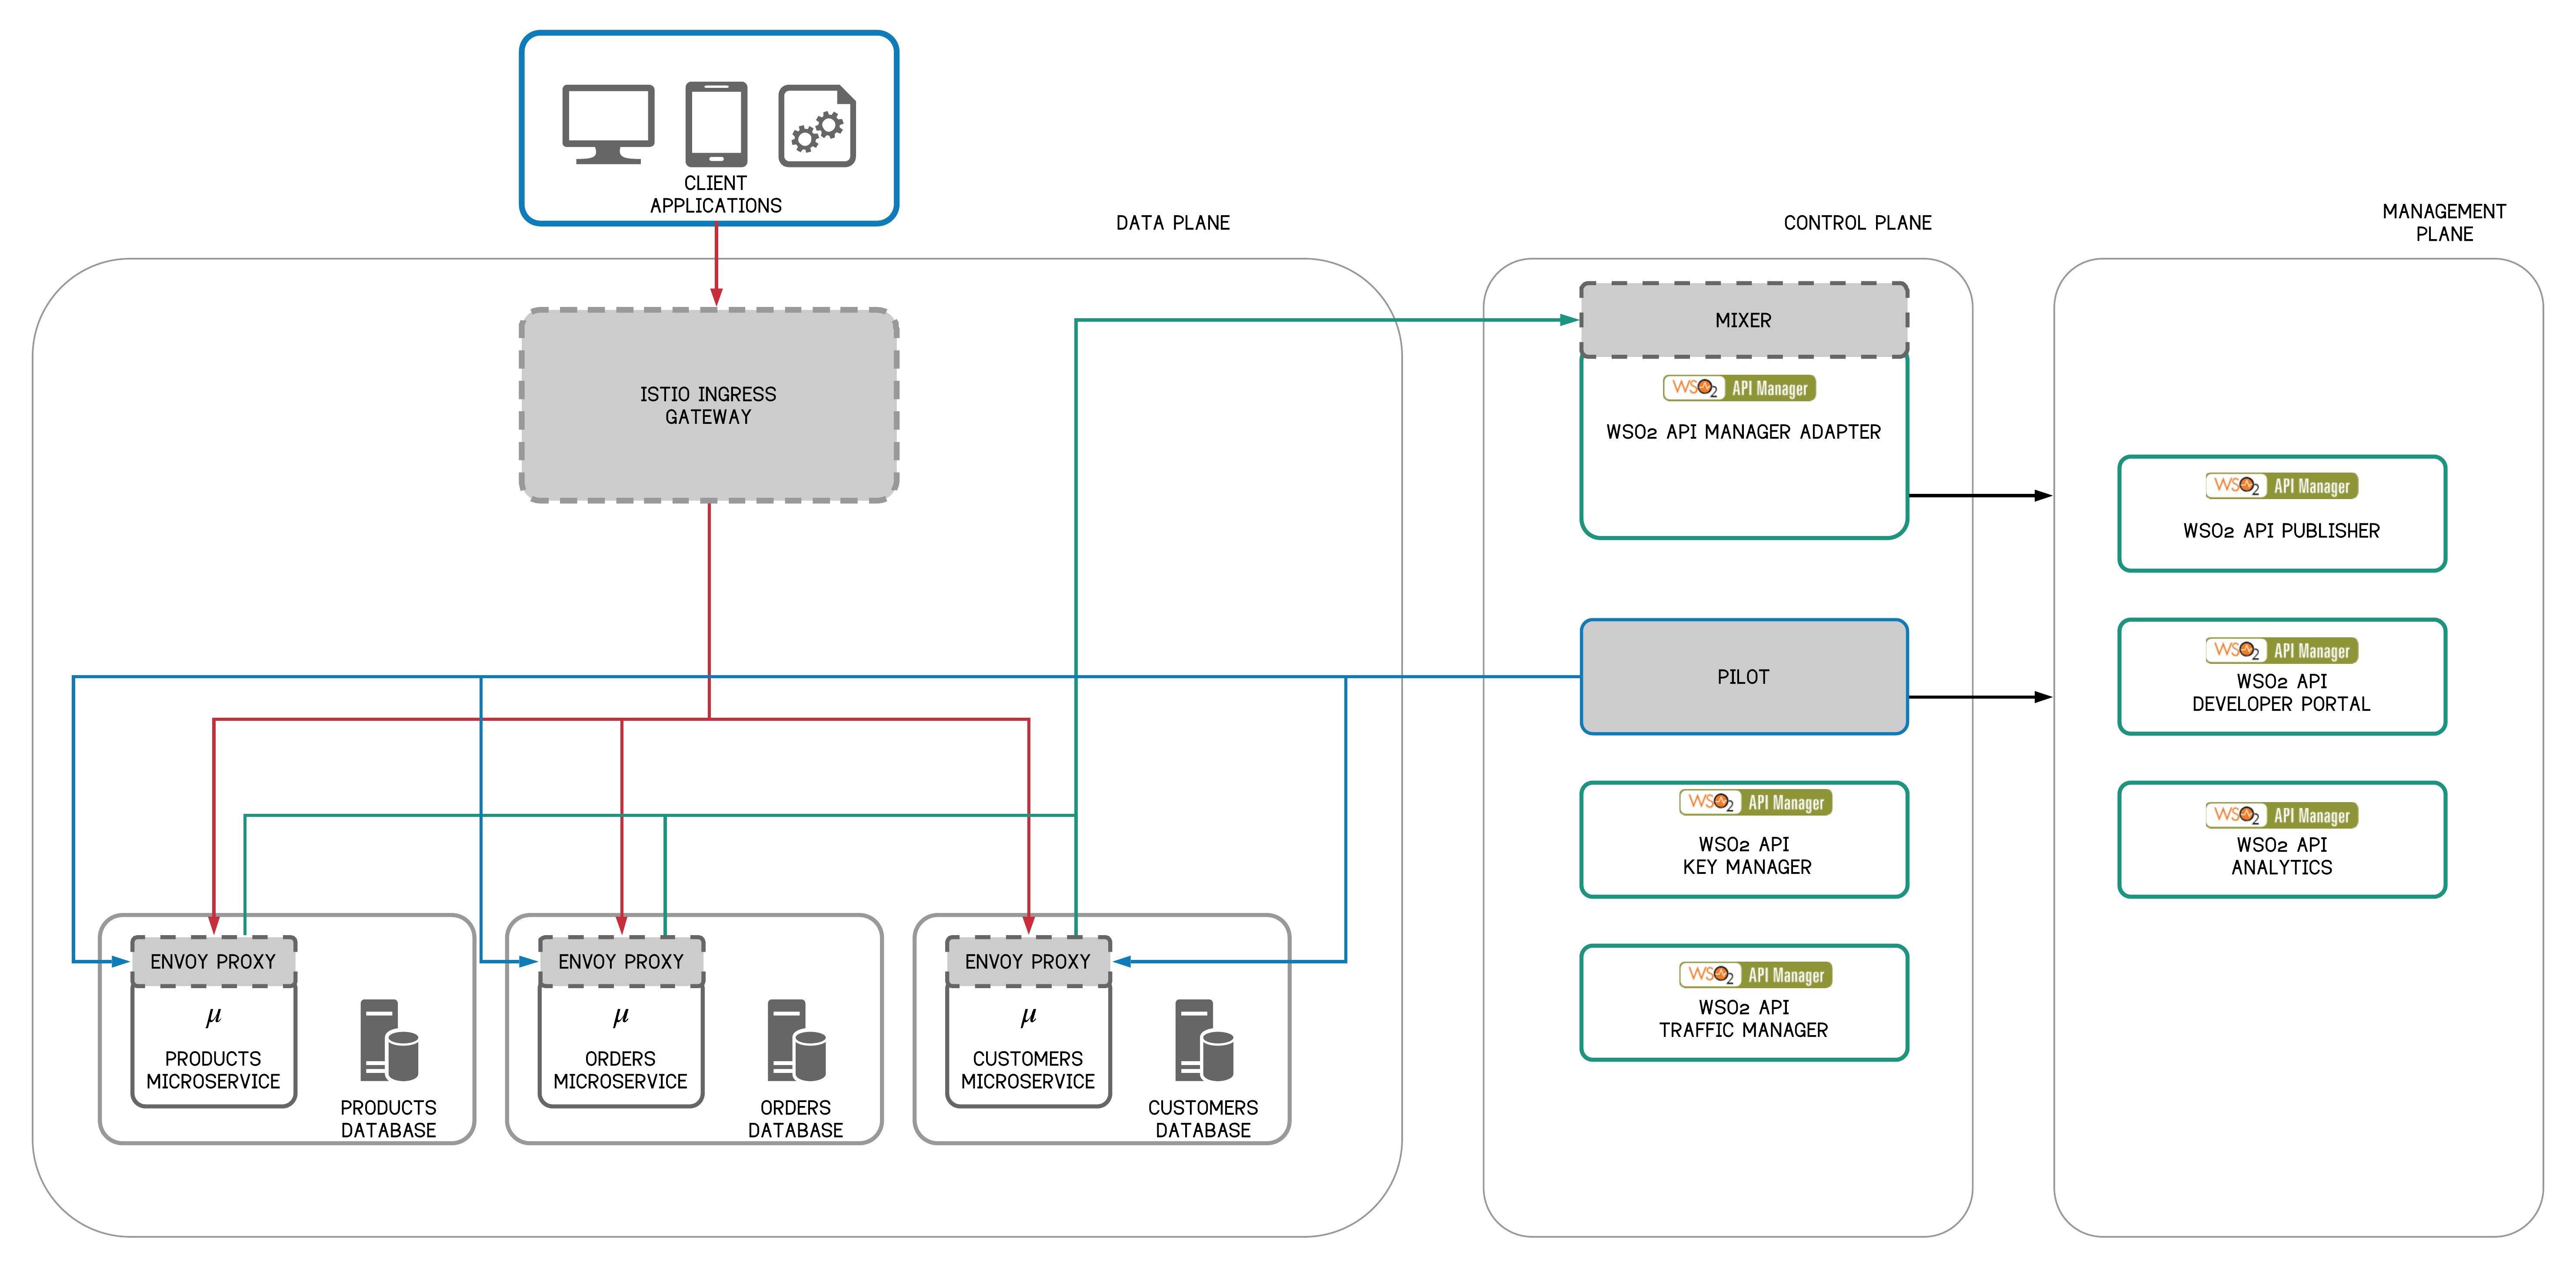 CLIENT
APPLICATIONS
DATA PLANE
CONTROL PLANE
MANAGEMENT
PLANE
ISTIO INGRESS
GATEWAY
MIXER
WSO2 API Manager
WSO2 API MANAGER ADAPTER
WSO2 API Manager
WSO2 API PUBLISHER
PILOT
WSO2 API Manager
WSO2 API
DEVELOPER PORTAL
WSO2 API Manager
WSO2 API
KEY MANAGER
WSO2 API Manager
WSO2 API
ANALYTICS
WSO2 API Manager
WSO2 API
TRAFFIC MANAGER
ENVOY PROXY
μ
PRODUCTS
MICROSERVICE
PRODUCTS
DATABASE
ENVOY PROXY
μ
ORDERS
MICROSERVICE
ORDERS
DATABASE
ENVOY PROXY
μ
CUSTOMERS
MICROSERVICE
CUSTOMERS
DATABASE